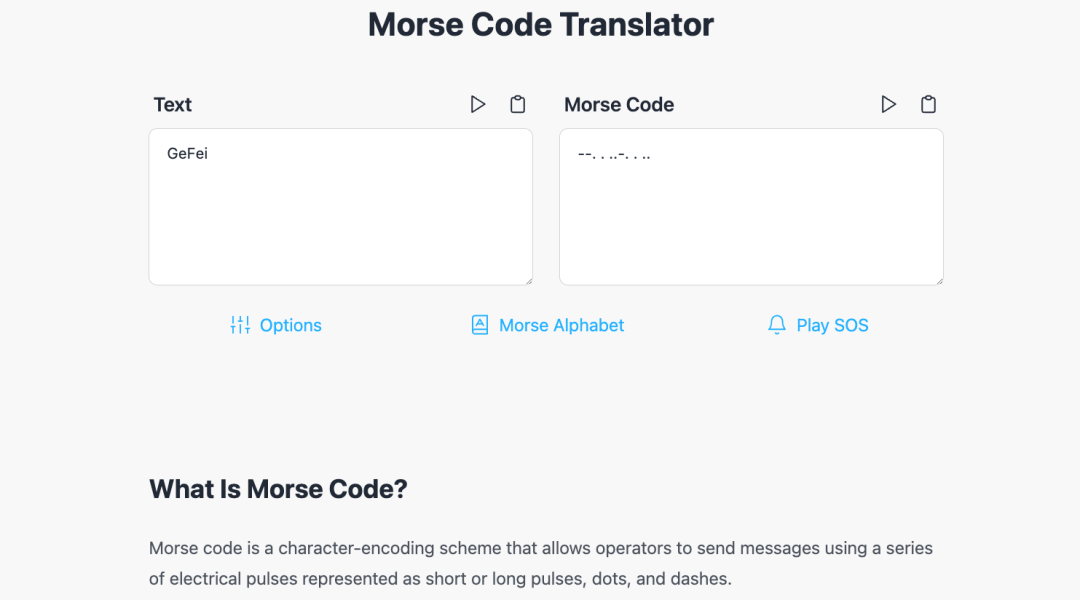 Morse Code Translator
Text
Morse Code
GeFei
--. . ..-. . ..
Options
Morse Alphabet
Play SOS
What Is Morse Code?
Morse code is a character-encoding scheme that allows operators to send messages using a series
of electrical pulses represented as short or long pulses, dots, and dashes.